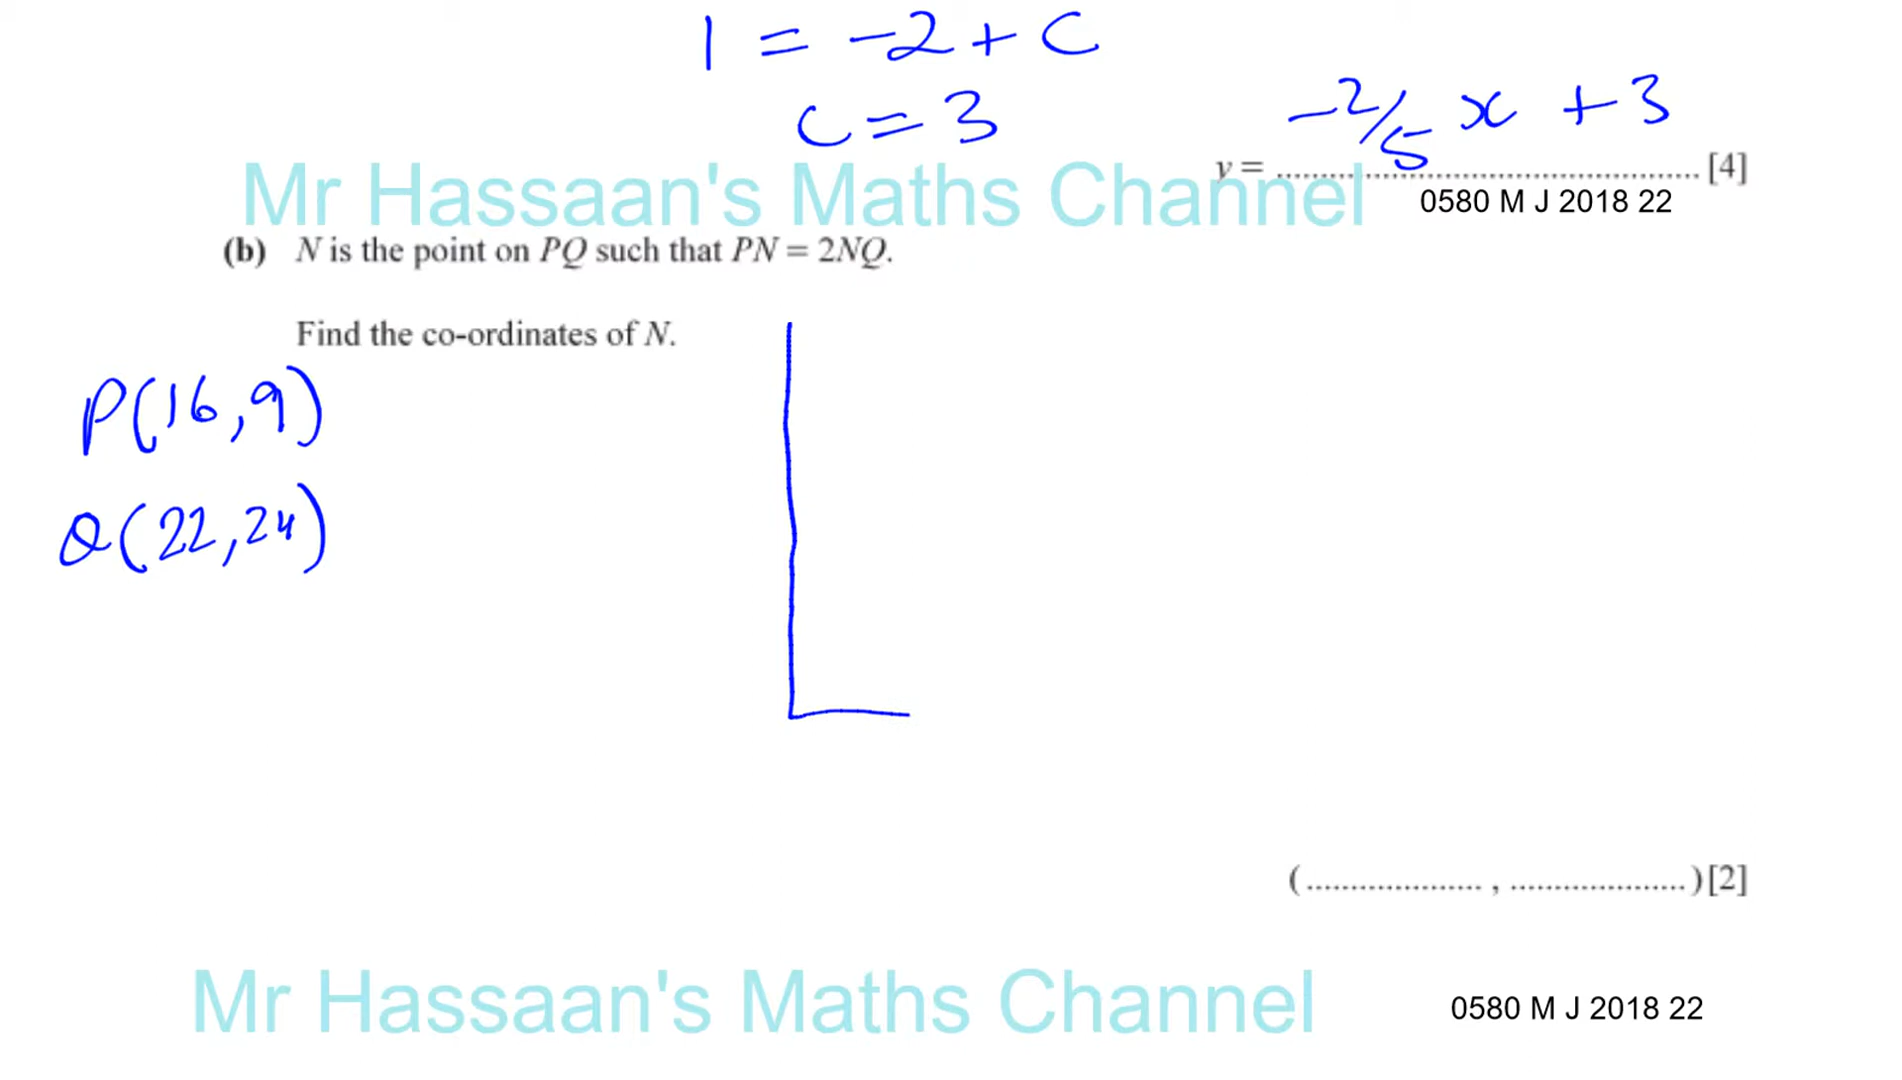 1 = -2 + c
c = 3
-2/5 x + 3
y = ................................................ [4]
Mr Hassaan's Maths Channel
0580 M J 2018 22
(b) N is the point on PQ such that PN = 2NQ.
Find the co-ordinates of N.
P(16,9)
Q(22,24)
(.................... , ....................) [2]
Mr Hassaan's Maths Channel
0580 M J 2018 22